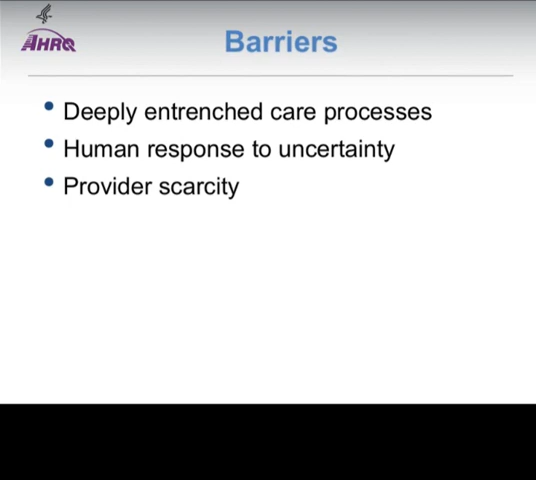 AHRQ
Barriers
• Deeply entrenched care processes
• Human response to uncertainty
• Provider scarcity